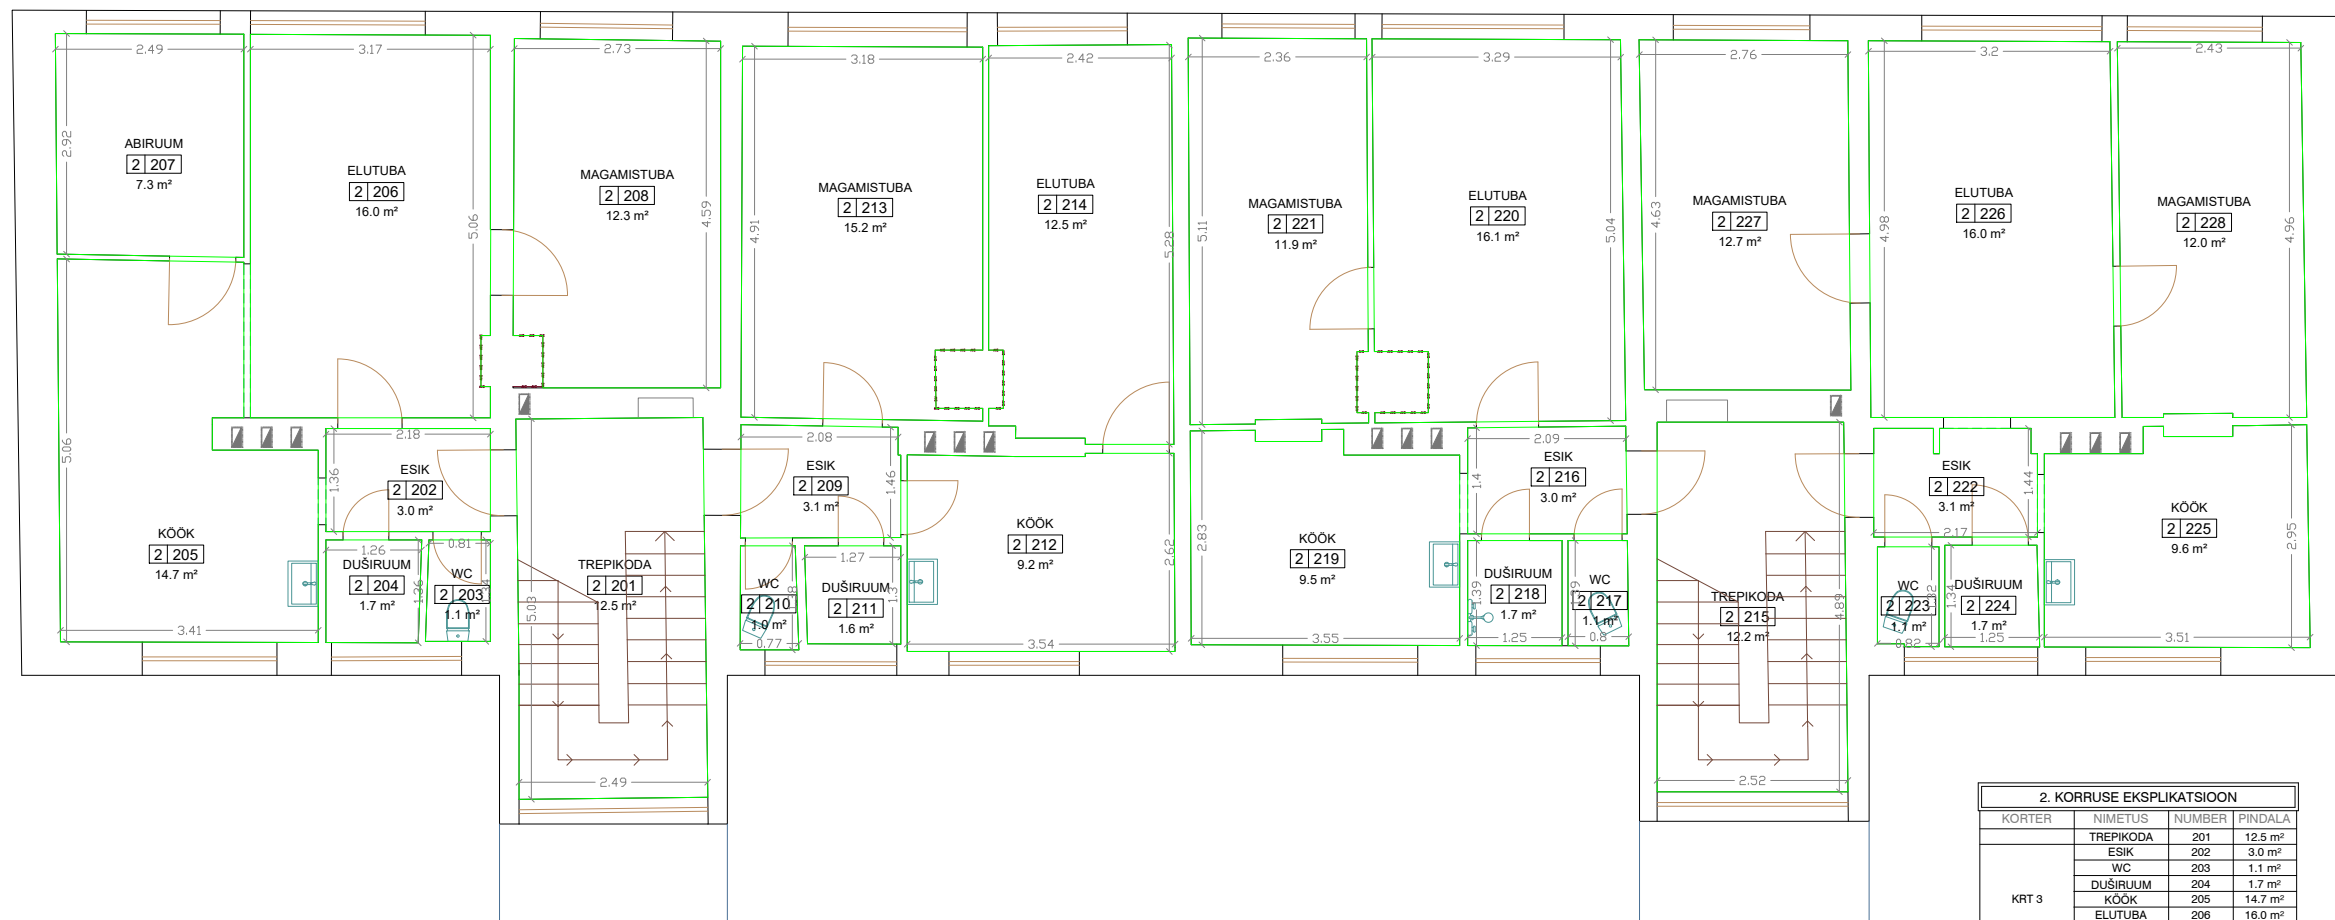 2.49
3.17
2.73
3.18
2.42
2.36
3.29
2.76
3.2
2.43
2.92
ABIRUUM
2 207
7.3 m²
ELUTUBA
2 206
16.0 m²
5.06
MAGAMISTUBA
2 208
12.3 m²
4.59
4.91
MAGAMISTUBA
2 213
15.2 m²
ELUTUBA
2 214
12.5 m²
5.28
5.11
MAGAMISTUBA
2 221
11.9 m²
ELUTUBA
2 220
16.1 m²
5.04
4.63
MAGAMISTUBA
2 227
12.7 m²
4.98
ELUTUBA
2 226
16.0 m²
MAGAMISTUBA
2 228
12.0 m²
4.96
5.06
KÖÖK
2 205
14.7 m²
3.41
2.18
1.36
ESIK
2 202
3.0 m²
1.26
DUŠIRUUM
2 204
1.7 m²
1.36
0.81
WC
2 203
1.1 m²
TREPIKODA
2 201
12.5 m²
5.03
2.49
2.08
ESIK
2 209
3.1 m²
1.46
WC
2 210
1.0 m²
0.77
1.27
DUŠIRUUM
2 211
1.6 m²
1.3
KÖÖK
2 212
9.2 m²
2.62
3.54
2.83
KÖÖK
2 219
9.5 m²
3.55
2.09
1.4
ESIK
2 216
3.0 m²
1.39
DUŠIRUUM
2 218
1.7 m²
1.25
WC
2 217
1.1 m²
0.8
TREPIKODA
2 215
12.2 m²
4.89
2.52
ESIK
2 222
3.1 m²
1.44
2.17
WC
2 223
1.1 m²
0.82
1.34
DUŠIRUUM
2 224
1.7 m²
1.25
KÖÖK
2 225
9.6 m²
2.95
3.51
2. KORRUSE EKSPLIKATSIOON
KORTER NIMETUS NUMBER PINDALA
TREPIKODA 201 12.5 m²
ESIK 202 3.0 m²
WC 203 1.1 m²
DUŠIRUUM 204 1.7 m²
KRT 3 KÖÖK 205 14.7 m²
ELUTUBA 206 16.0 m²